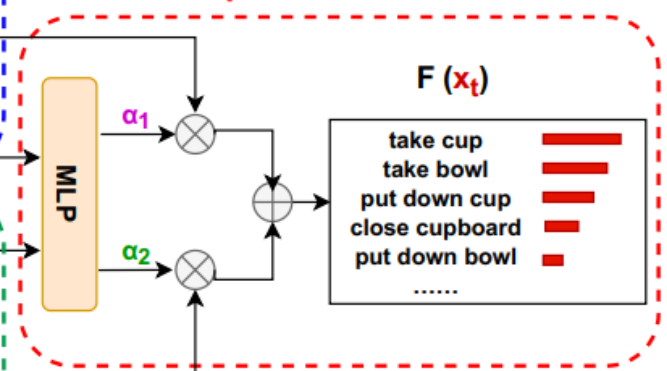 F (xt)
MLP
α1
α2
take cup
take bowl
put down cup
close cupboard
put down bowl
......